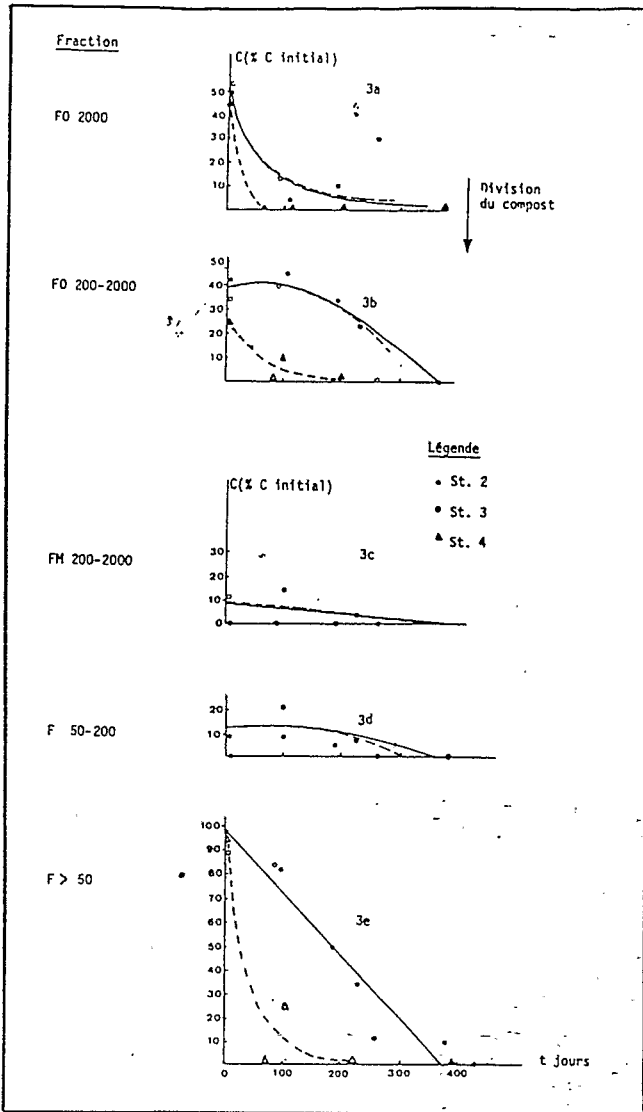 Fraction
C(% C initial)
3a
50
40
30
20
10
FO 2000
Division
du compost
50
40
30
20
10
FO 200-2000
3b
Légende
C(% C initial)
• St. 2
• St. 3
▲ St. 4
30
20
10
0
FM 200-2000
3c
20
10
F 50-200
3d
100
90
80
70
60
50
40
30
20
10
F > 50
3e
t jours
0 100 200 300 400